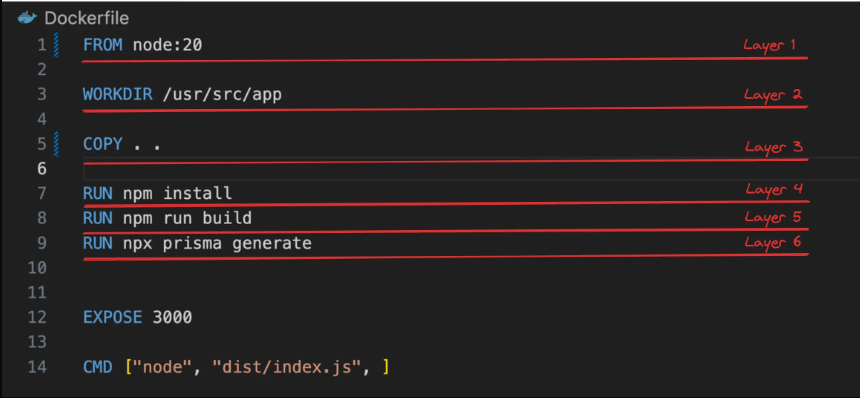 Dockerfile
1 FROM node:20 Layer 1
2
3 WORKDIR /usr/src/app Layer 2
4
5 COPY . . Layer 3
6
7 RUN npm install Layer 4
8 RUN npm run build Layer 5
9 RUN npx prisma generate Layer 6
10
11
12 EXPOSE 3000
13
14 CMD ["node", "dist/index.js", ]